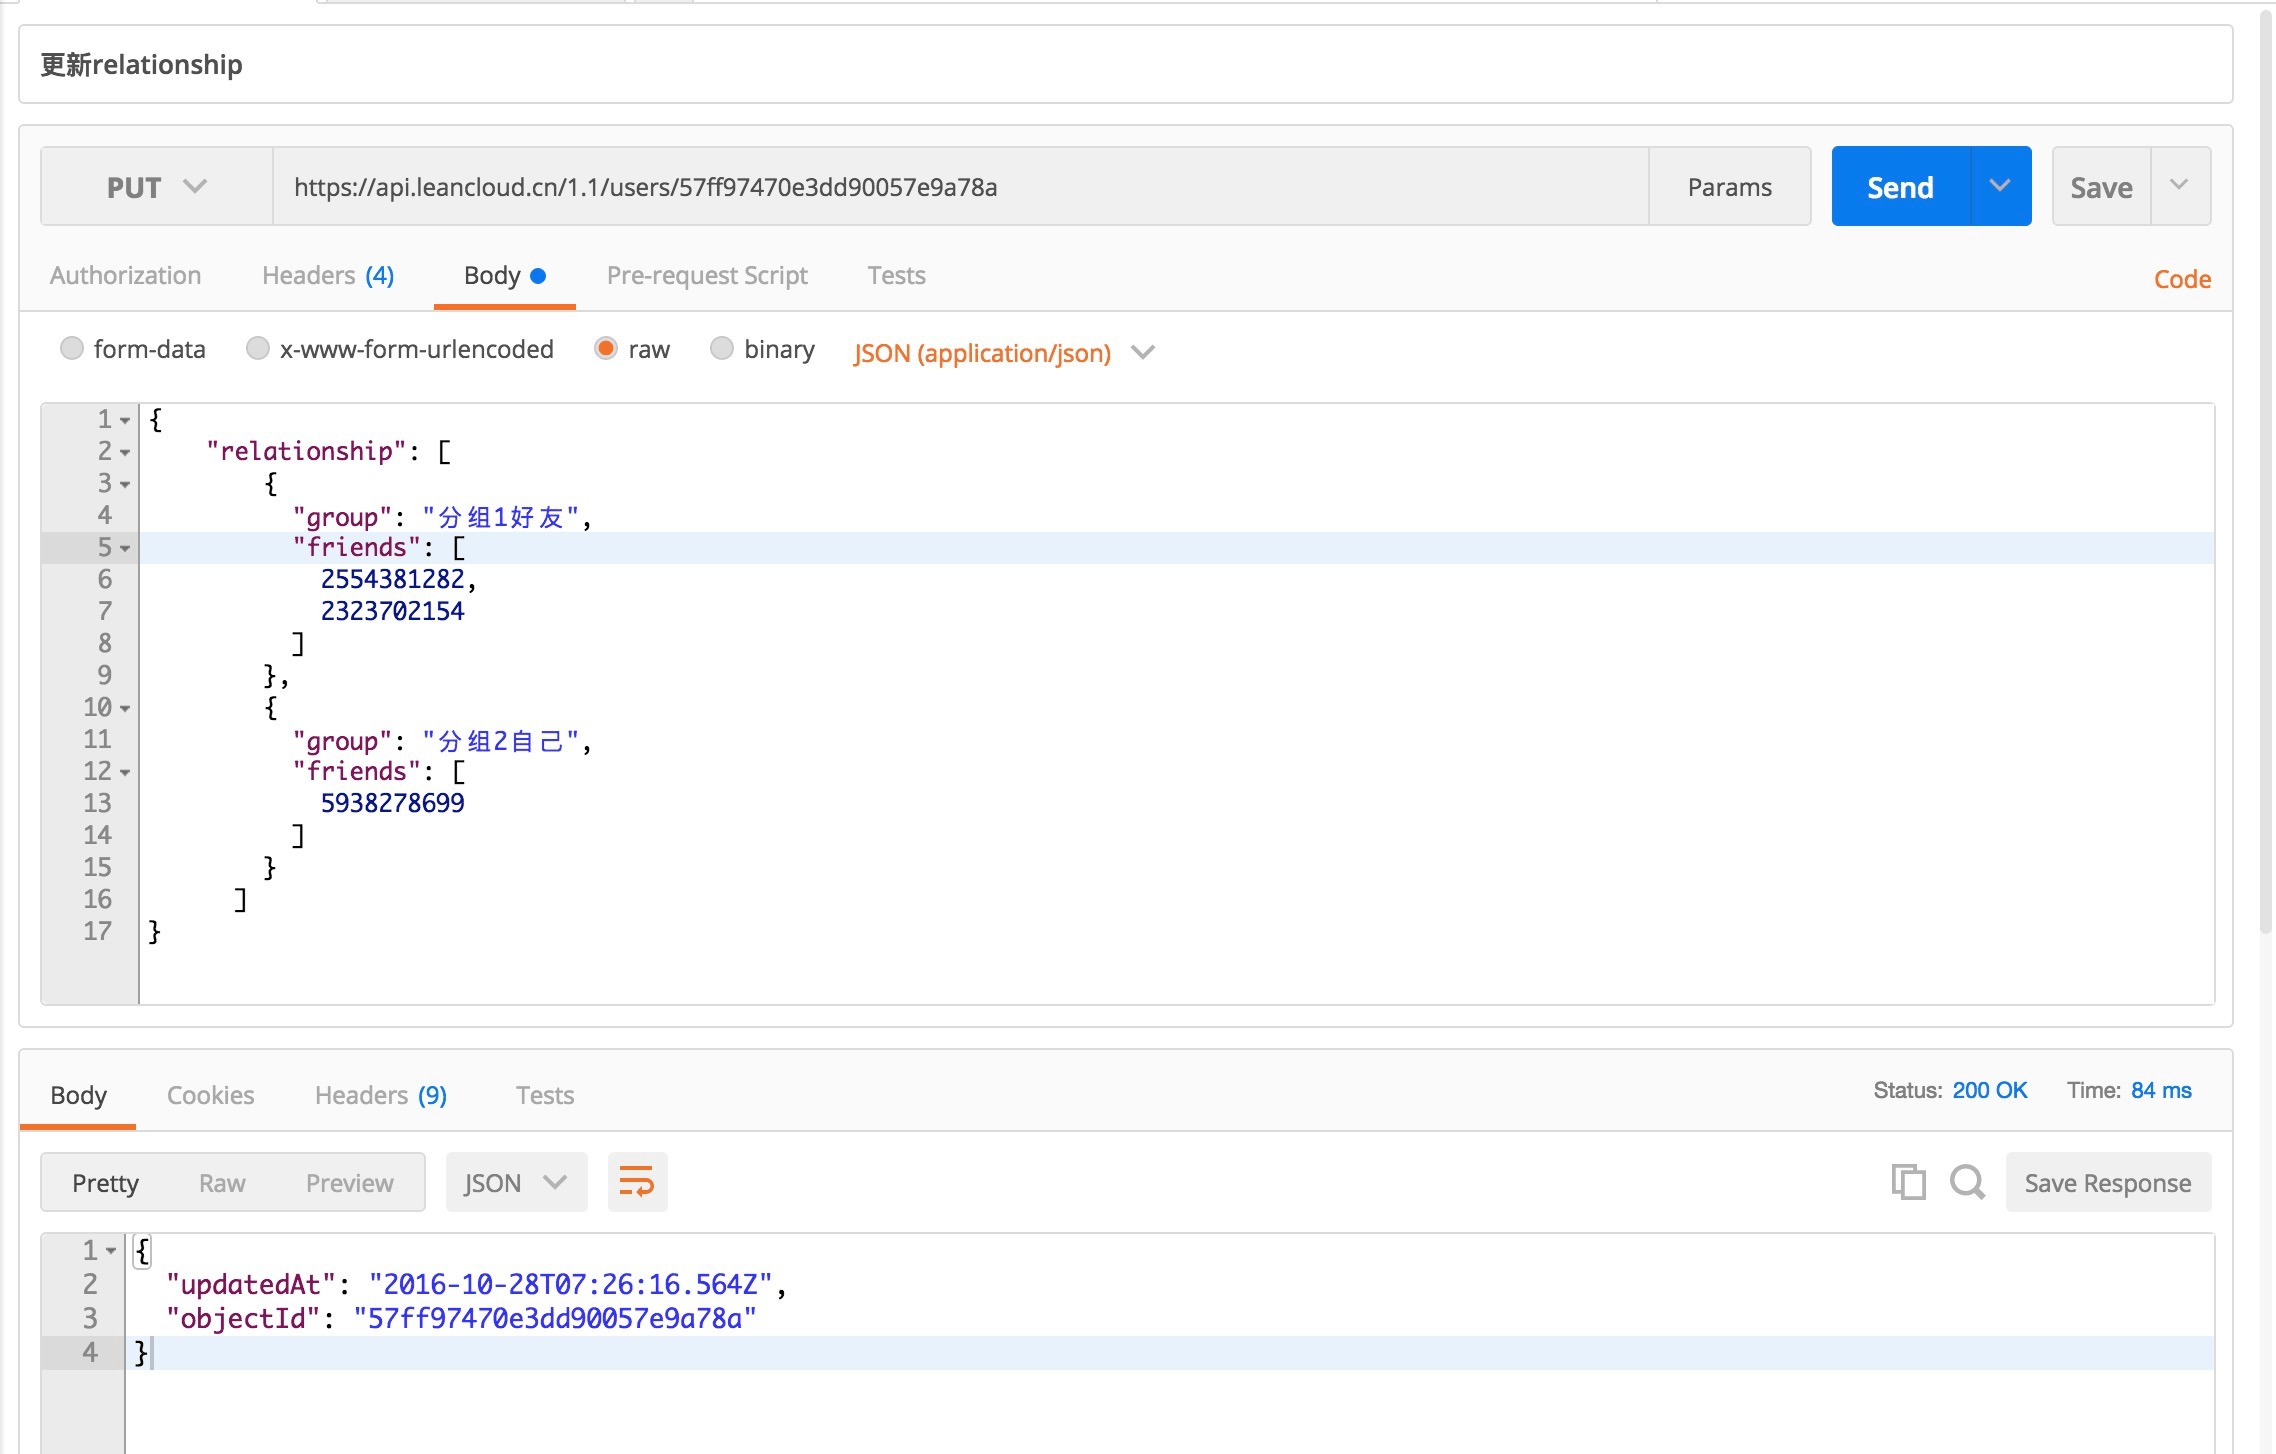 更新relationship
PUT https://api.leancloud.cn/1.1/users/57ff97470e3dd90057e9a78a Params Send Save
Authorization Headers (4) Body Pre-request Script Tests Code
form-data x-www-form-urlencoded raw binary JSON (application/json)
1 {
2 "relationship": [
3 {
4 "group": "分组1好友",
5 "friends": [
6 2554381282,
7 2323702154
8 ]
9 },
10 {
11 "group": "分组2自己",
12 "friends": [
13 5938278699
14 ]
15 }
16 ]
17 }
Body Cookies Headers (9) Tests Status: 200 OK Time: 84 ms
Pretty Raw Preview JSON Save Response
1 {
2 "updatedAt": "2016-10-28T07:26:16.564Z",
3 "objectId": "57ff97470e3dd90057e9a78a"
4 }